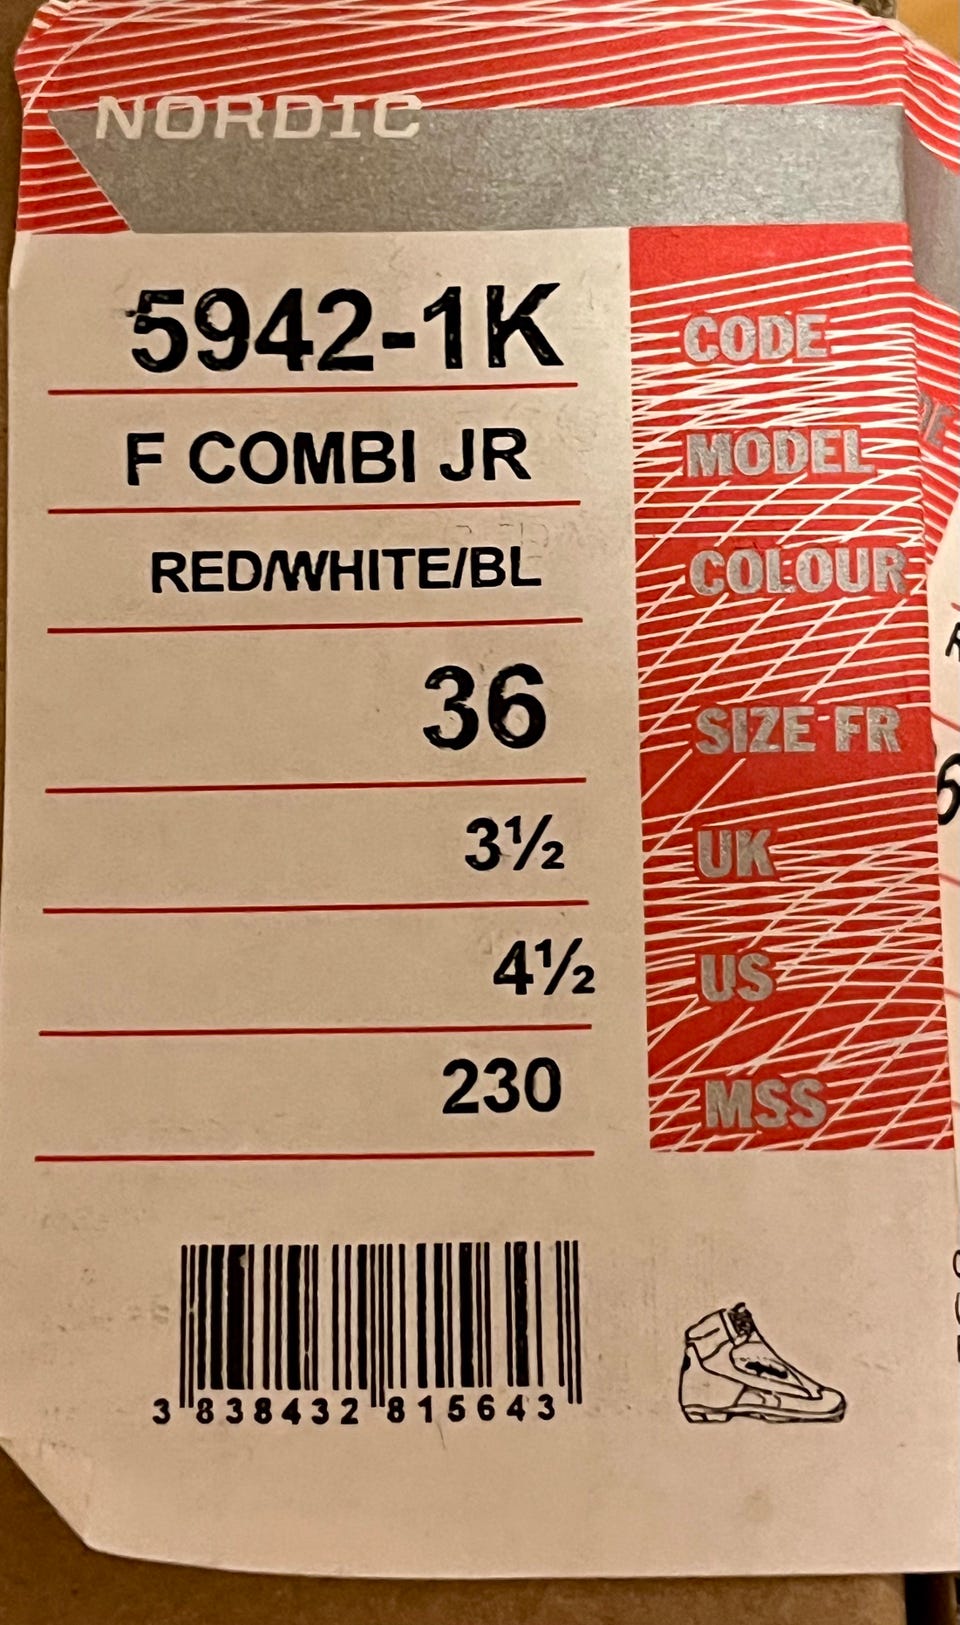 NORDIC
5942-1K CODE
F COMBI JR MODEL
RED/WHITE/BL COLOUR
36 SIZE FR
3½ UK
4½ US
230 MSS
3 838432 815643